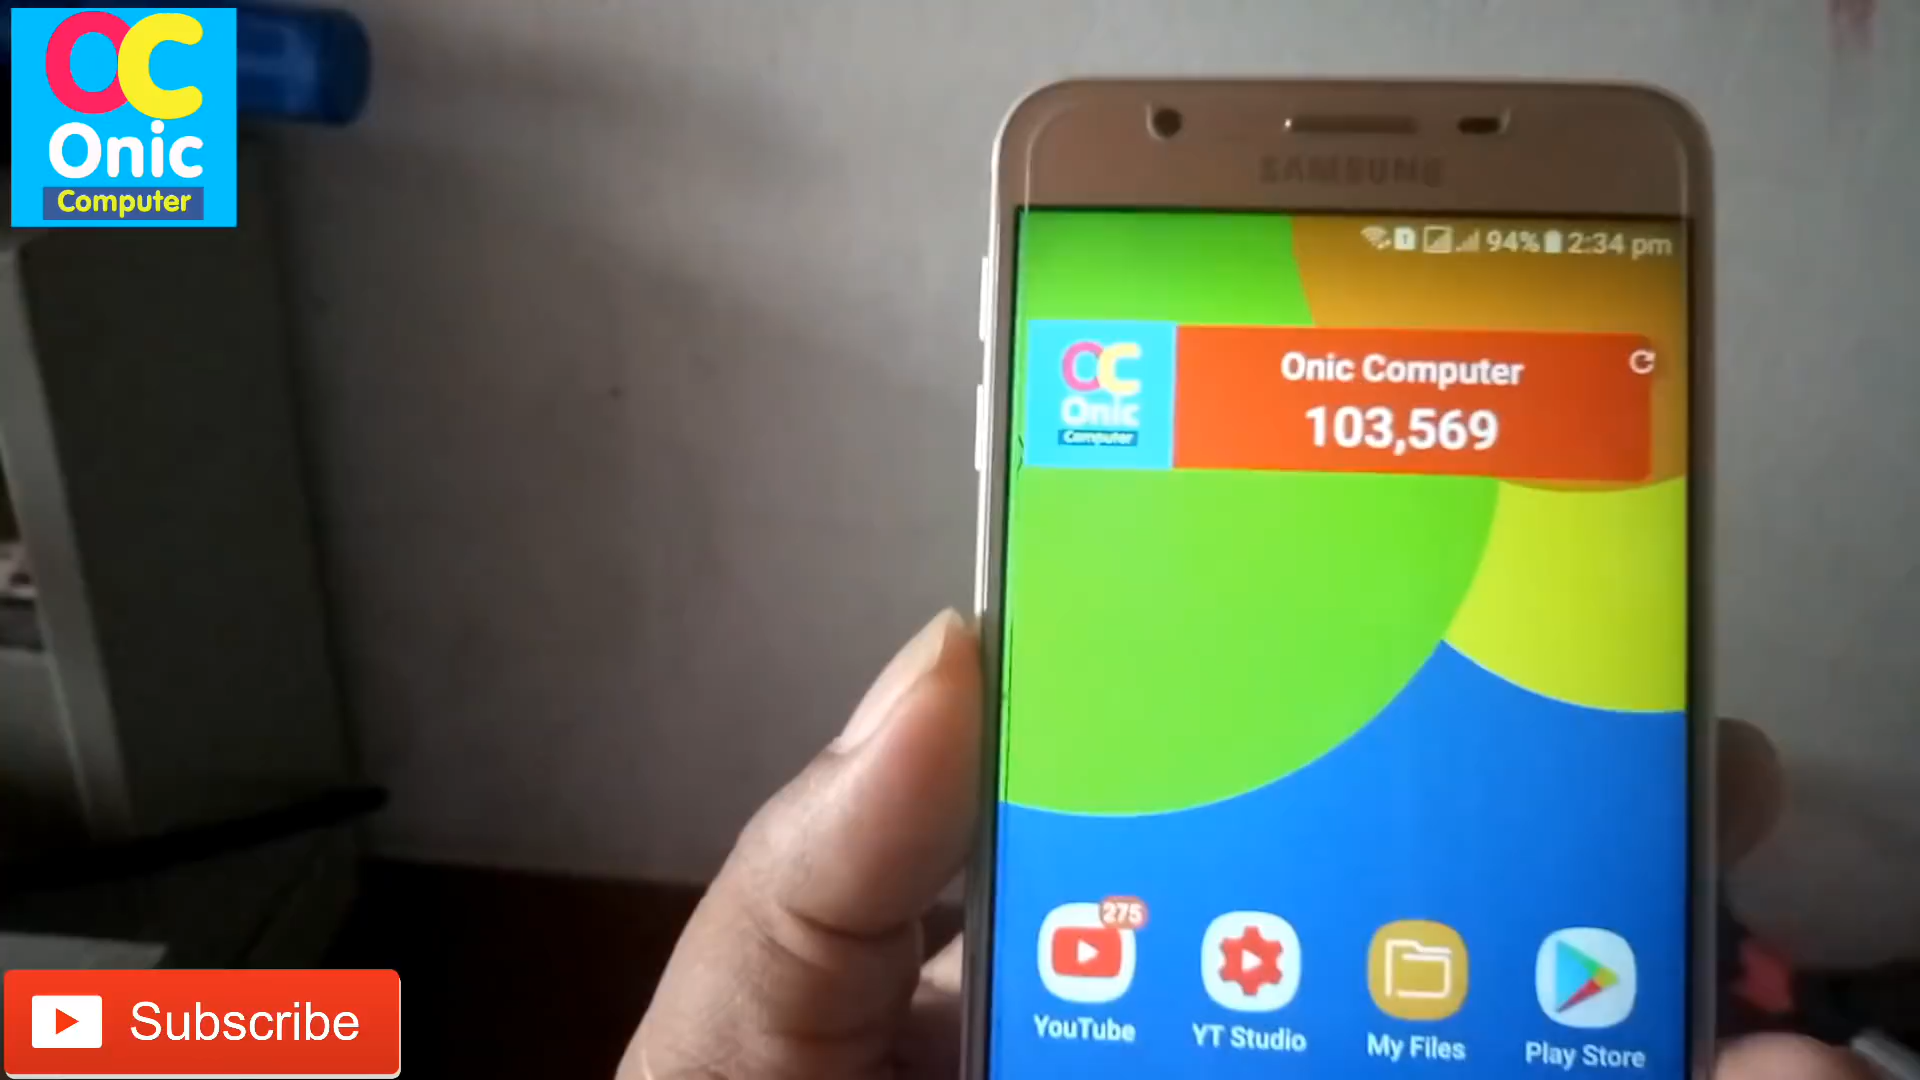 OC
Onic
Computer
SAMSUNG
94% 2:34 pm
OC
Onic
Computer
Onic Computer
103,569
275
YouTube
YT Studio
My Files
Play Store
Subscribe